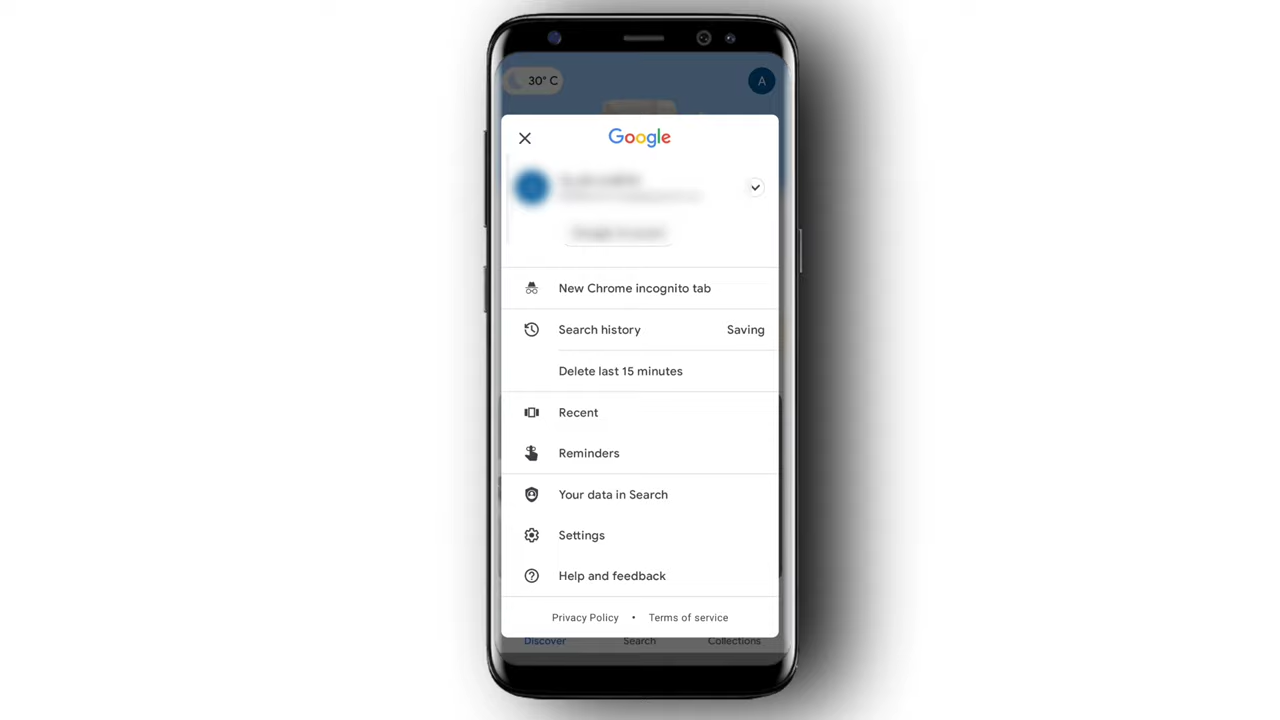 30° C
A
Google
New Chrome incognito tab
Search history Saving
Delete last 15 minutes
Recent
Reminders
Your data in Search
Settings
Help and feedback
Privacy Policy • Terms of service
Discover Search Collections